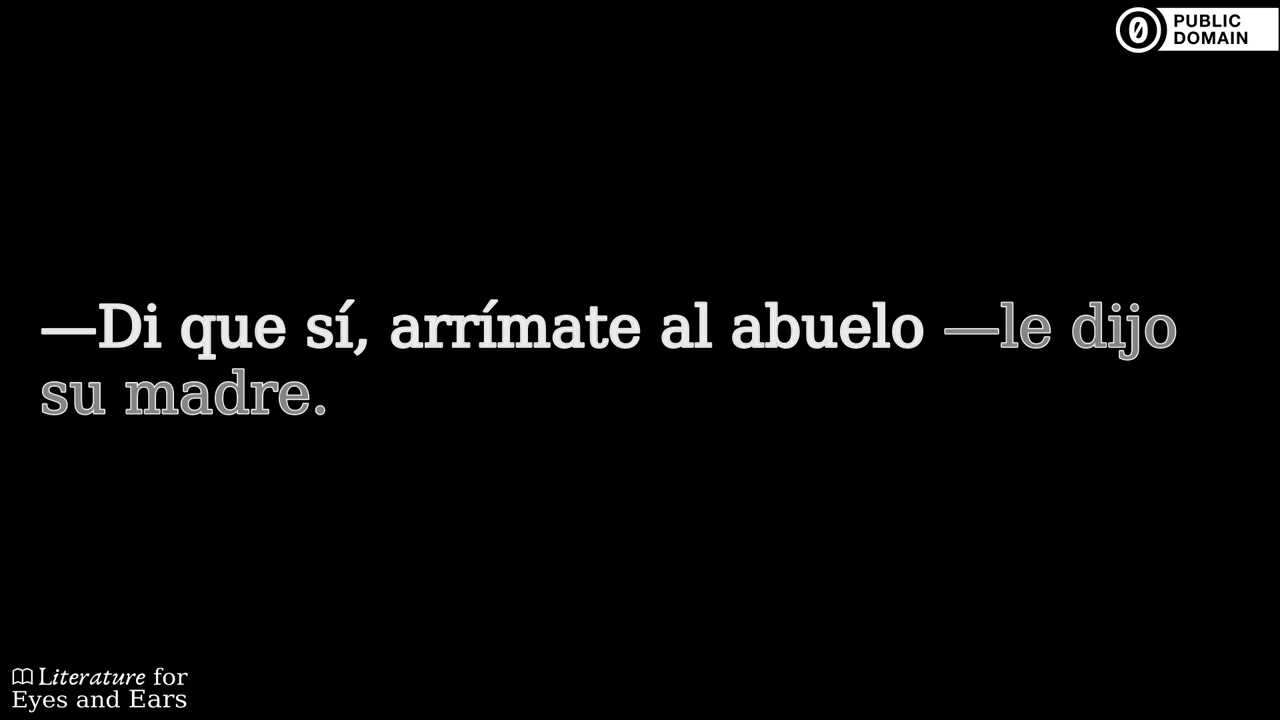 PUBLIC
DOMAIN
—Di que sí, arrímate al abuelo —le dijo
su madre.
Literature for
Eyes and Ears